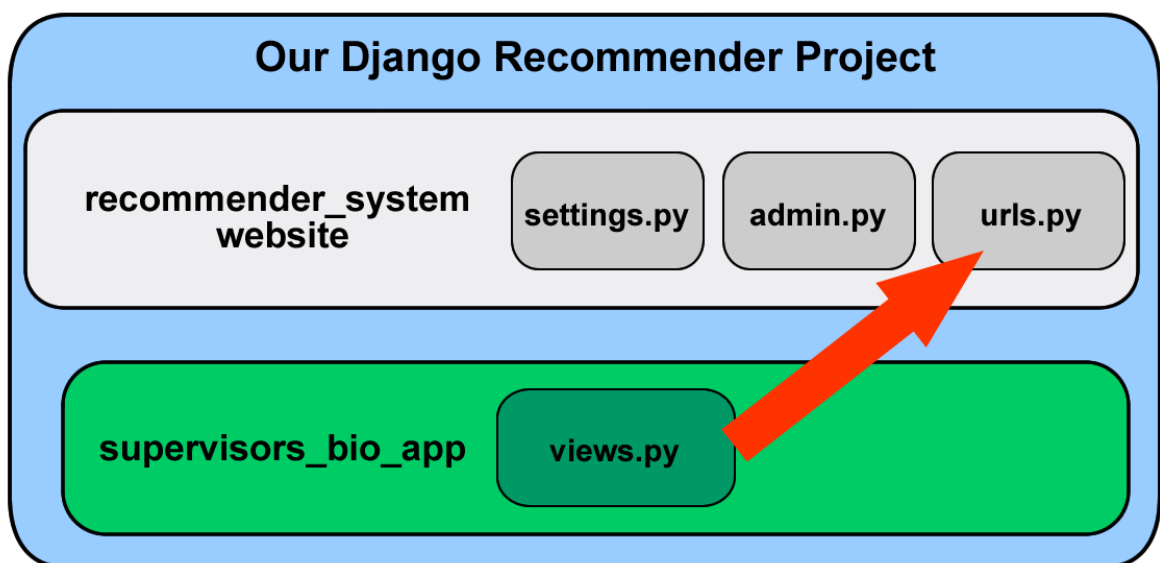 Our Django Recommender Project
recommender_system
website
settings.py
admin.py
urls.py
supervisors_bio_app
views.py